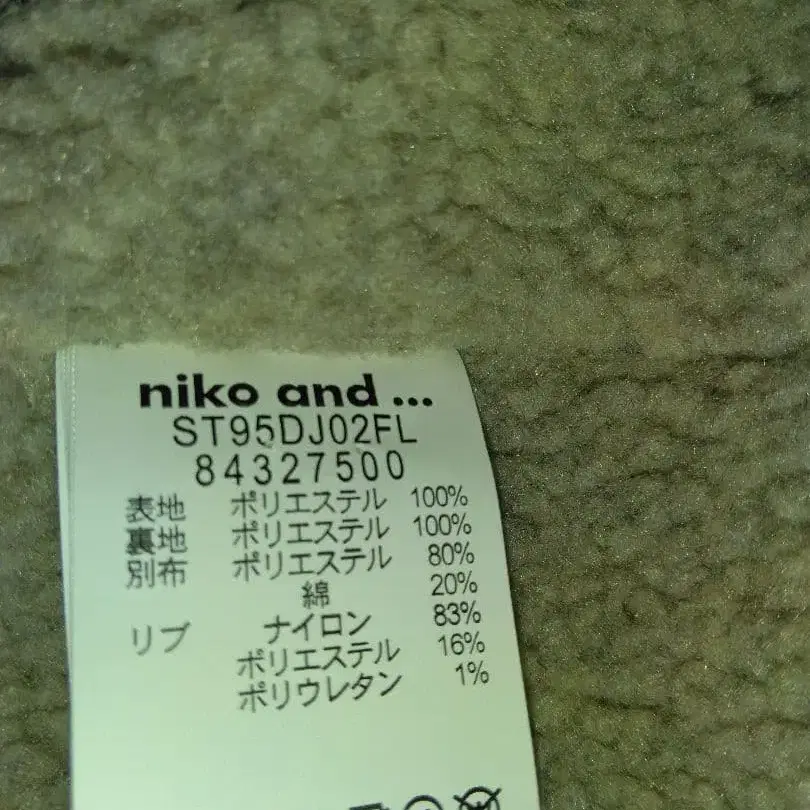 niko and ...
ST95DJ02FL
84327500
表地 ポリエステル 100%
裏地 ポリエステル 100%
別布 ポリエステル 80%
綿 20%
リブ ナイロン 83%
ポリエステル 16%
ポリウレタン 1%